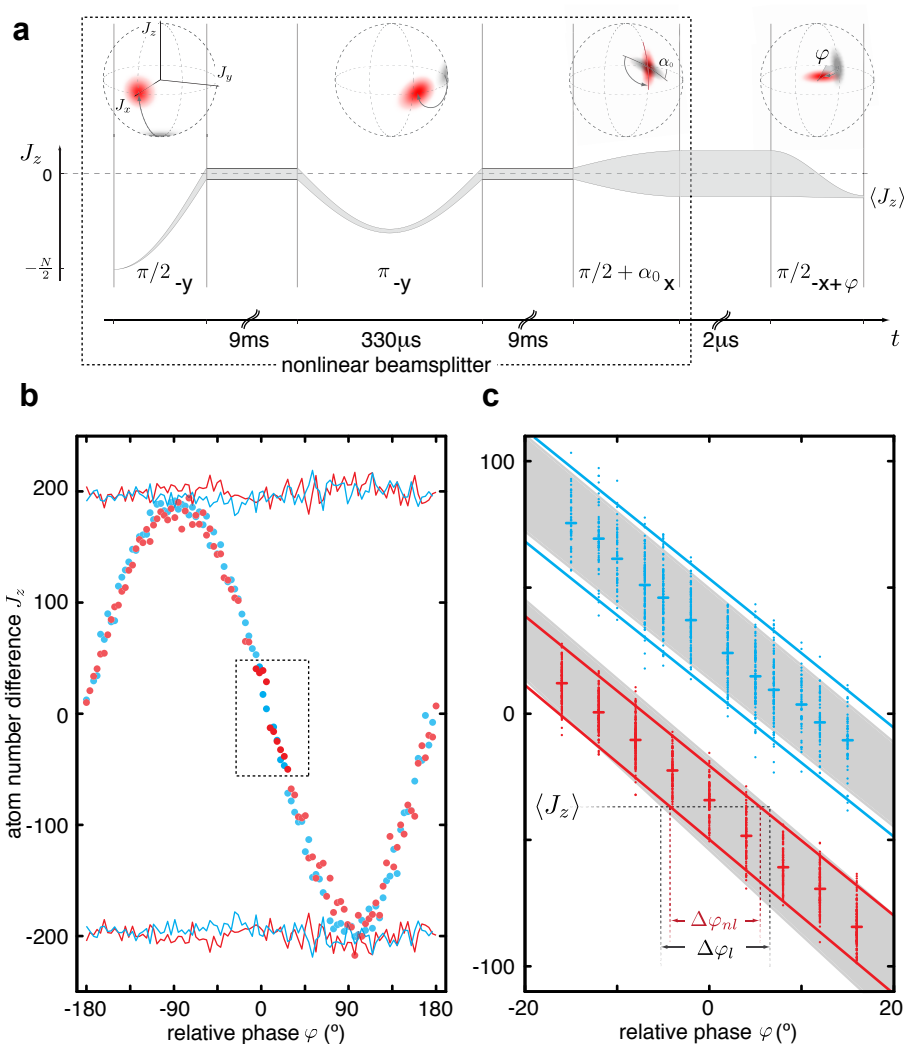 a
J_z
J_y
J_x
α_0
φ
J_z
0
⟨J_z⟩
−N/2
π/2 -y
π -y
π/2 + α_0 x
π/2 -x+φ
9ms
330μs
9ms
2μs
t
nonlinear beamsplitter
b
c
atom number difference J_z
200
100
0
-100
-200
-180
-90
0
90
180
relative phase φ (º)
100
0
-100
⟨J_z⟩
Δφ_nl
Δφ_l
-20
0
20
relative phase φ (º)